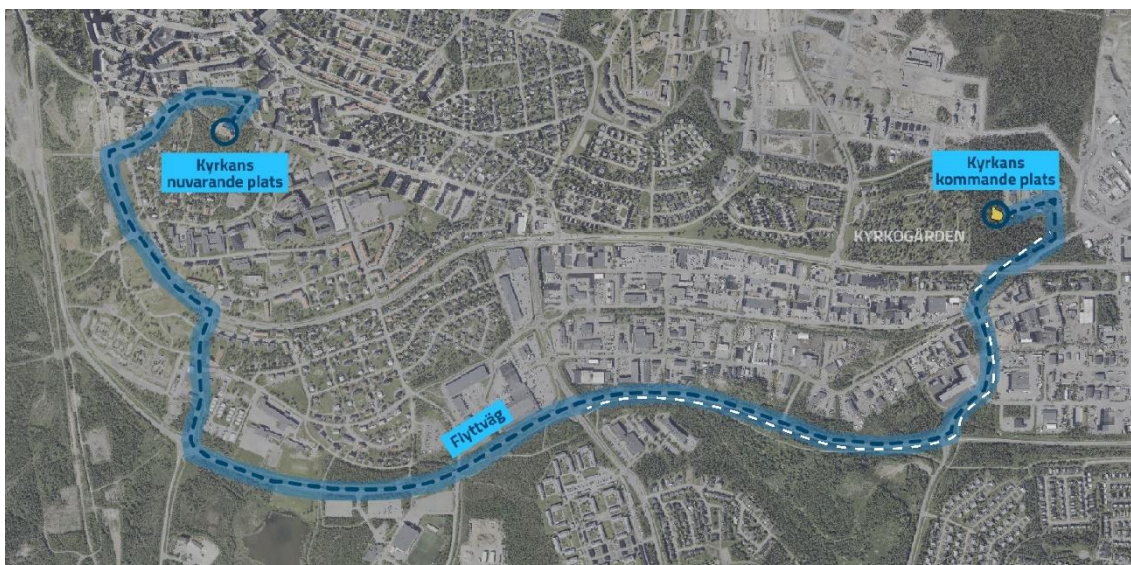 Kyrkans
nuvarande plats
Kyrkans
kommande plats
KYRKOGÅRDEN
Flyttväg